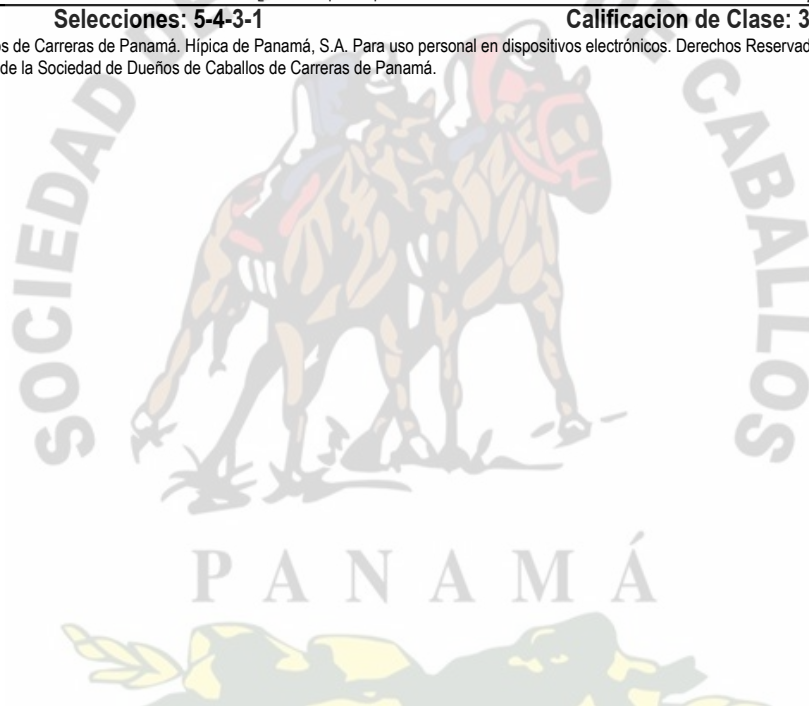 Selecciones: 5-4-3-1 Calificacion de Clase: 3
os de Carreras de Panamá. Hípica de Panamá, S.A. Para uso personal en dispositivos electrónicos. Derechos Reservad
de la Sociedad de Dueños de Caballos de Carreras de Panamá.
SOCIEDAD DE
DE CABALLOS
PANAMÁ